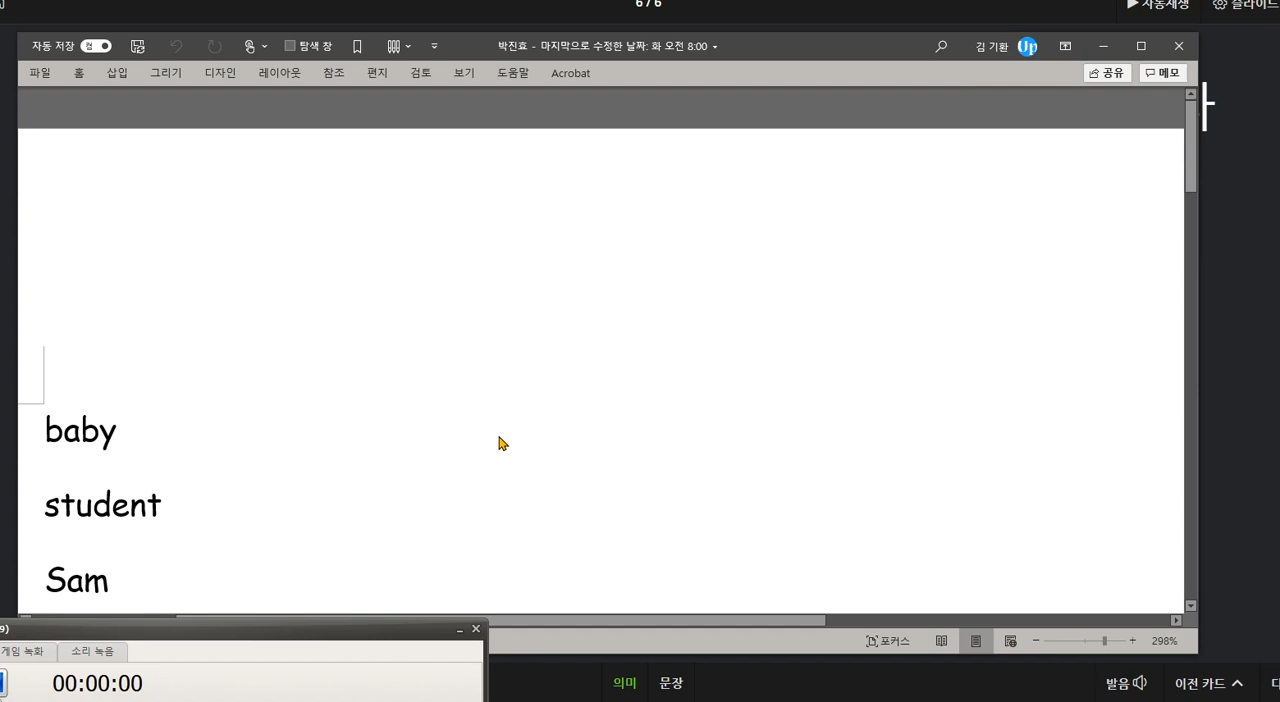 6 / 6
▶ 자동재생
슬라이드
자동 저장 컴
탐색 창
박진효 - 마지막으로 수정한 날짜: 화 오전 8:00
김 기환
Up
파일 홈 삽입 그리기 디자인 레이아웃 참조 편지 검토 보기 도움말 Acrobat
공유 메모
baby
student
Sam
9)
게임 녹화 소리 녹음
00:00:00
포커스
298%
의미 문장
발음 이전 카드